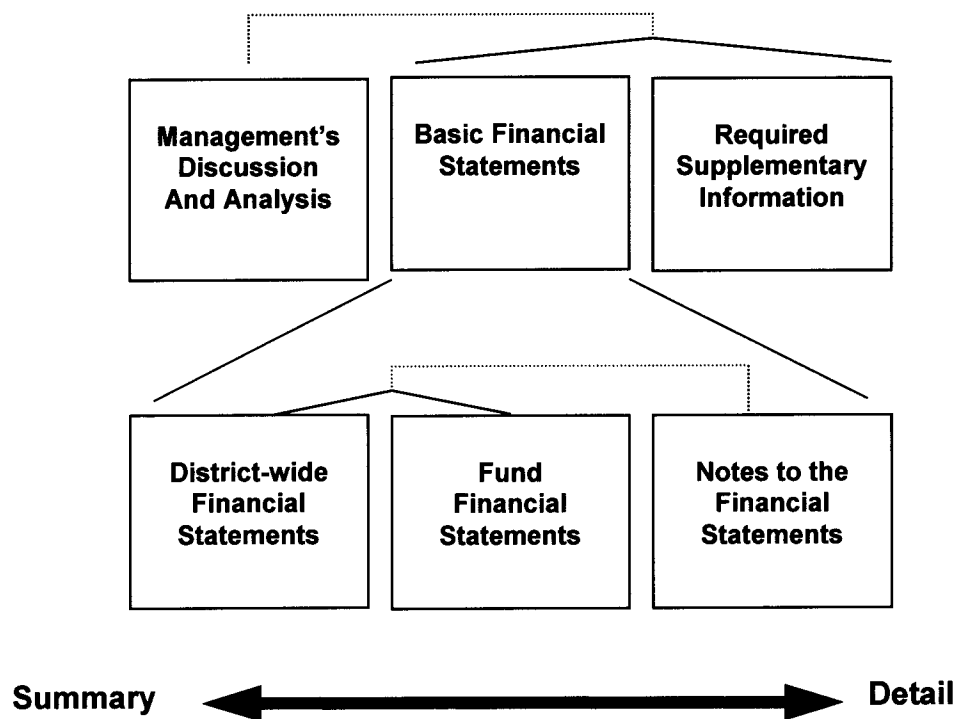 Management's
Discussion
And Analysis
Basic Financial
Statements
Required
Supplementary
Information
District-wide
Financial
Statements
Fund
Financial
Statements
Notes to the
Financial
Statements
Summary
Detail